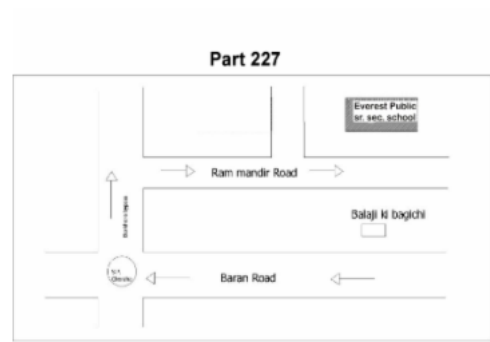 Part 227
Everest Public
sr. sec. school
Ram mandir Road
Balaji ki bagichi
Baran Road